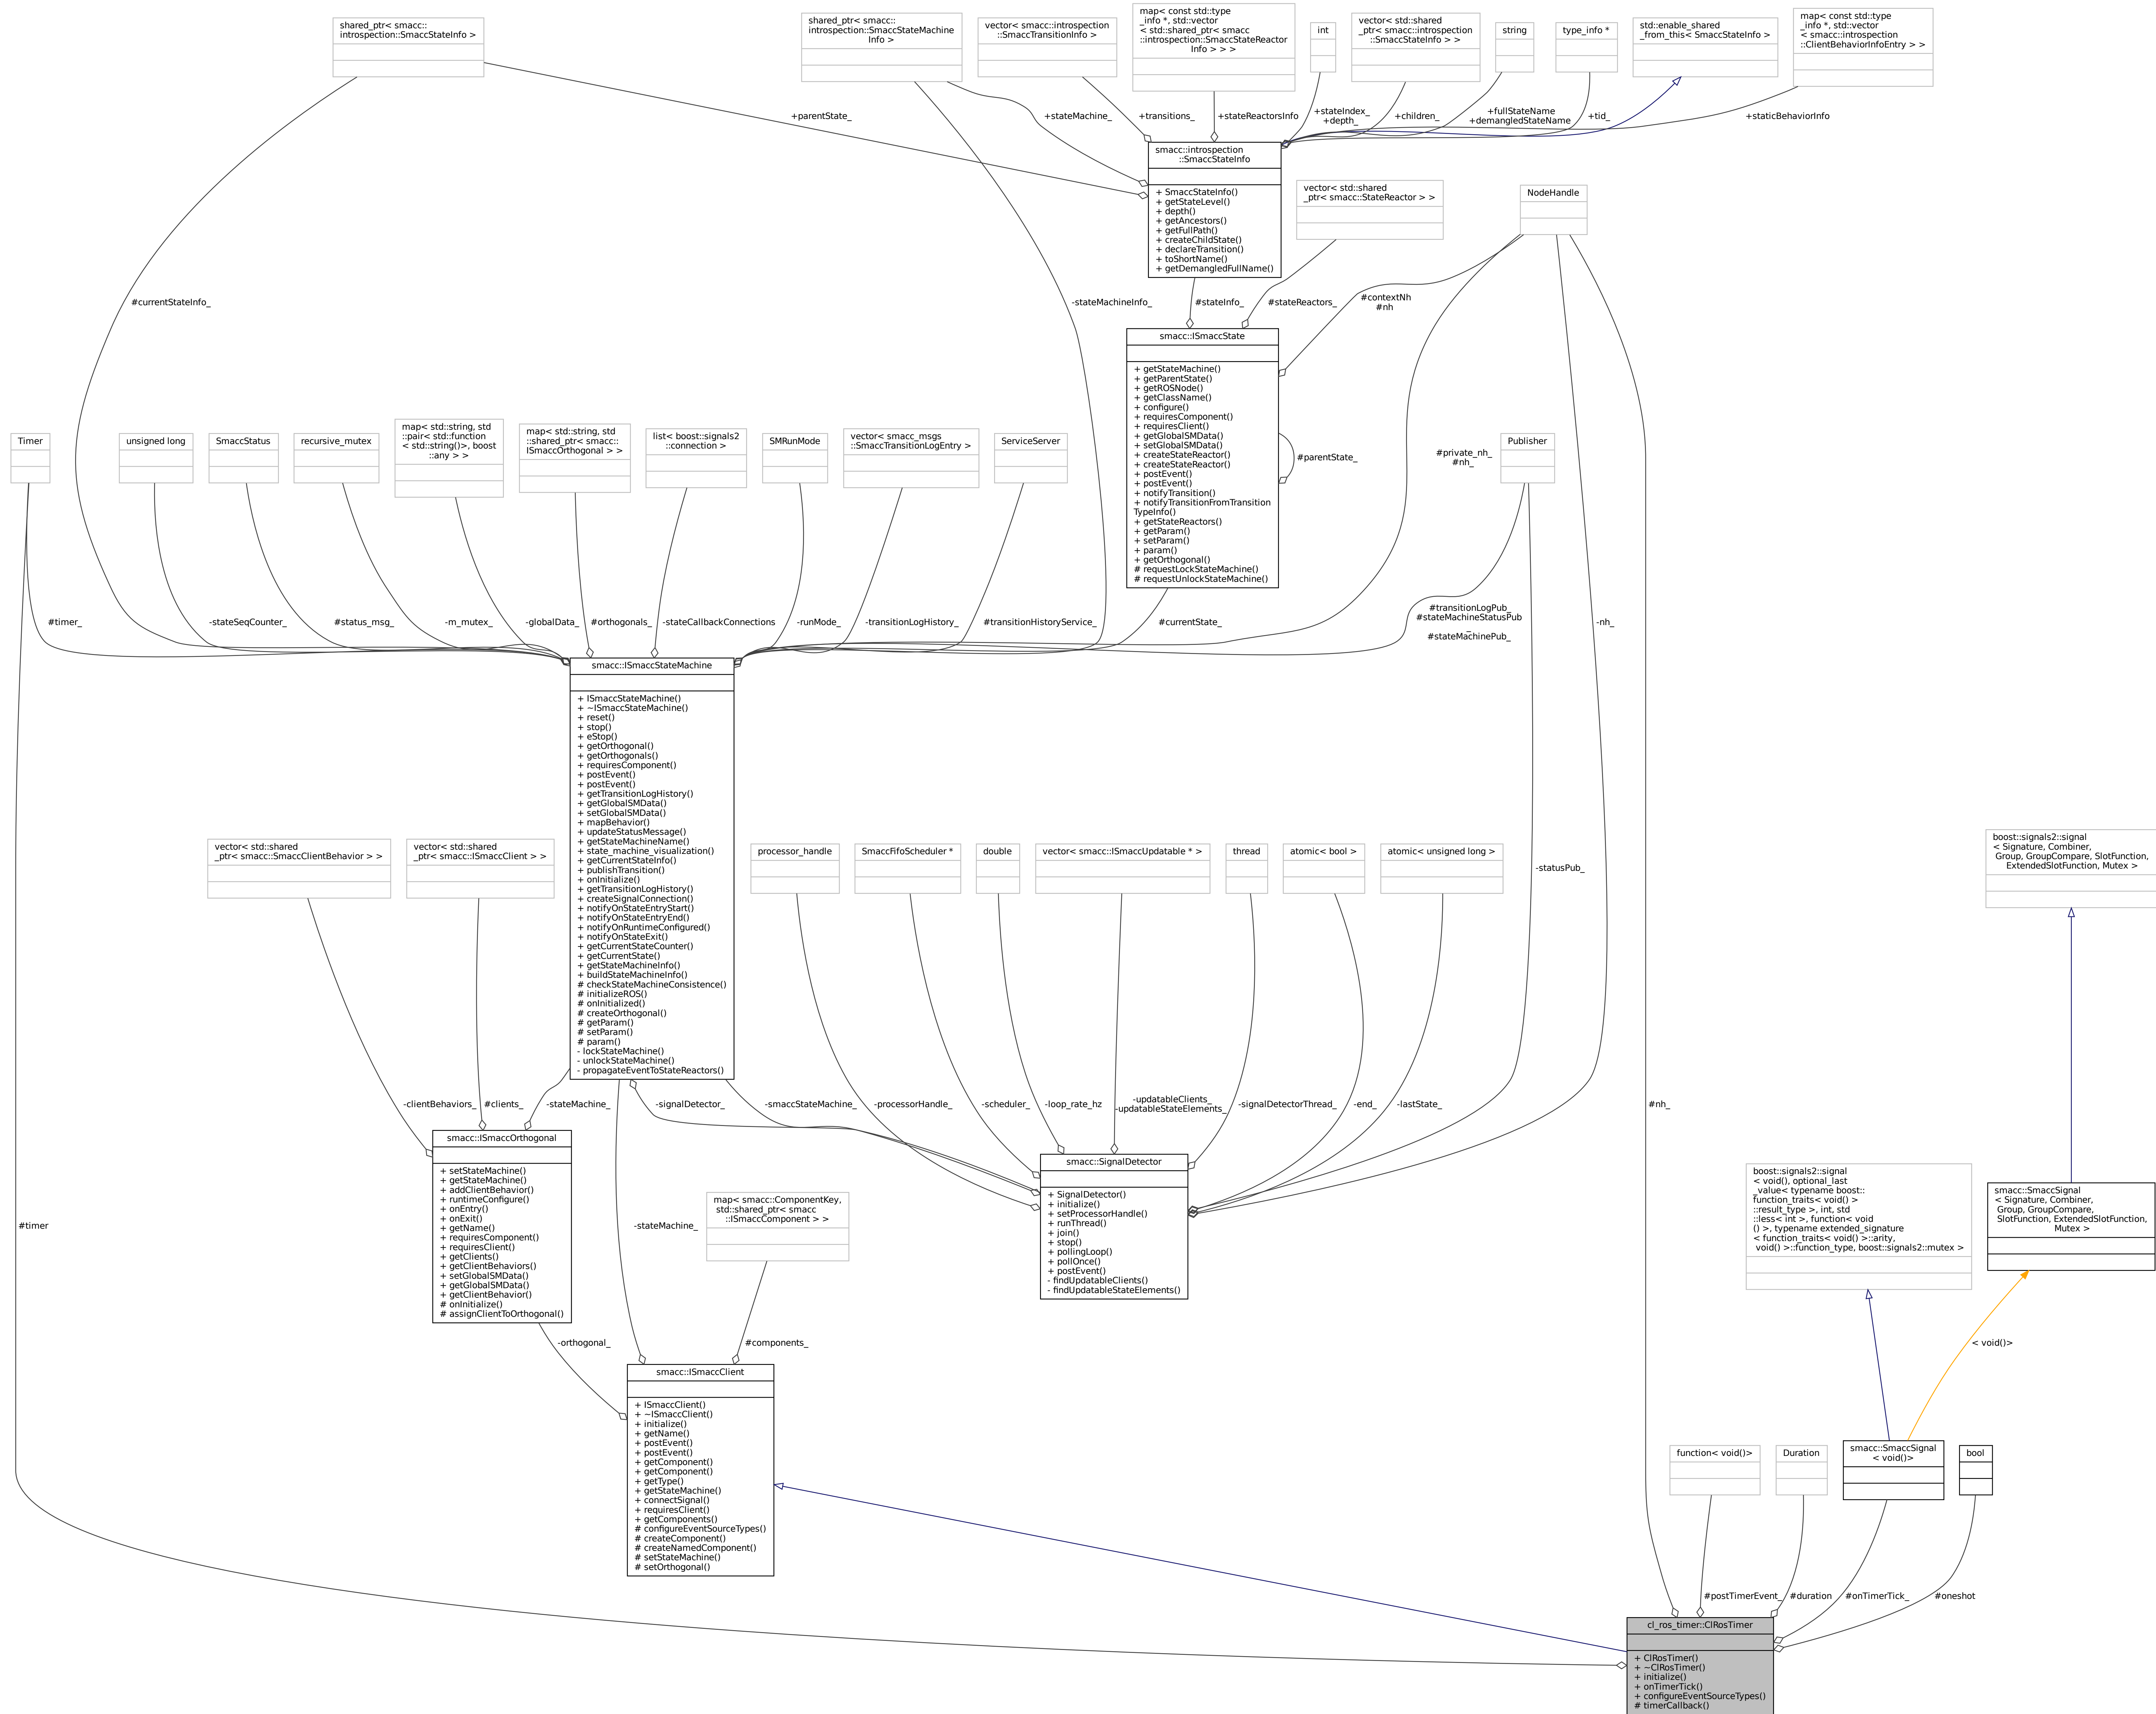 shared_ptr< smacc::
introspection::SmaccStateInfo >
shared_ptr< smacc::
introspection::SmaccStateMachine
Info >
vector< smacc::introspection
::SmaccTransitionInfo >
map< const std::type
_info *, std::vector
< std::shared_ptr< smacc
::introspection::SmaccStateReactor
Info > > >
int
vector< std::shared
_ptr< smacc::introspection
::SmaccStateInfo > >
string
type_info *
std::enable_shared
_from_this< SmaccStateInfo >
map< const std::type
_info *, std::vector
< smacc::introspection
::ClientBehaviorInfoEntry > >
+parentState_
+stateMachine_
+transitions_
+stateReactorsInfo
+stateIndex_
+depth_
+children_
+fullStateName
+demangledStateName
+tid_
+staticBehaviorInfo
smacc::introspection
::SmaccStateInfo
+ SmaccStateInfo()
+ getStateLevel()
+ depth()
+ getAncestors()
+ getFullPath()
+ createChildState()
+ declareTransition()
+ toShortName()
+ getDemangledFullName()
vector< std::shared
_ptr< smacc::StateReactor > >
NodeHandle
#currentStateInfo_
-stateMachineInfo_
#stateInfo_
#stateReactors_
#contextNh
#nh
smacc::ISmaccState
+ getStateMachine()
+ getParentState()
+ getROSNode()
+ getClassName()
+ configure()
+ requiresComponent()
+ requiresClient()
+ getGlobalSMData()
+ setGlobalSMData()
+ createStateReactor()
+ createStateReactor()
+ postEvent()
+ postEvent()
+ notifyTransition()
+ notifyTransitionFromTransition
TypeInfo()
+ getStateReactors()
+ getParam()
+ setParam()
+ param()
+ getOrthogonal()
# requestLockStateMachine()
# requestUnlockStateMachine()
#parentState_
#private_nh_
#nh_
Timer
unsigned long
SmaccStatus
recursive_mutex
map< std::string, std
::pair< std::function
< std::string()>, boost
::any > >
map< std::string, std
::shared_ptr< smacc::
ISmaccOrthogonal > >
list< boost::signals2
::connection >
SMRunMode
vector< smacc_msgs
::SmaccTransitionLogEntry >
ServiceServer
Publisher
#timer_
-stateSeqCounter_
#status_msg_
-m_mutex_
-globalData_
#orthogonals_
-stateCallbackConnections
-runMode_
-transitionLogHistory_
#transitionHistoryService_
#currentState_
#transitionLogPub_
#stateMachineStatusPub
_
#stateMachinePub_
-nh_
smacc::ISmaccStateMachine
+ ISmaccStateMachine()
+ ~ISmaccStateMachine()
+ reset()
+ stop()
+ eStop()
+ getOrthogonal()
+ getOrthogonals()
+ requiresComponent()
+ postEvent()
+ postEvent()
+ getTransitionLogHistory()
+ getGlobalSMData()
+ setGlobalSMData()
+ mapBehavior()
+ updateStatusMessage()
+ getStateMachineName()
+ state_machine_visualization()
+ getCurrentStateInfo()
+ publishTransition()
+ onInitialize()
+ getTransitionLogHistory()
+ createSignalConnection()
+ notifyOnStateEntryStart()
+ notifyOnStateEntryEnd()
+ notifyOnRuntimeConfigured()
+ notifyOnStateExit()
+ getCurrentStateCounter()
+ getCurrentState()
+ getStateMachineInfo()
+ buildStateMachineInfo()
# checkStateMachineConsistence()
# initializeROS()
# onInitialized()
# createOrthogonal()
# getParam()
# setParam()
# param()
- lockStateMachine()
- unlockStateMachine()
- propagateEventToStateReactors()
vector< std::shared
_ptr< smacc::SmaccClientBehavior > >
vector< std::shared
_ptr< smacc::ISmaccClient > >
processor_handle
SmaccFifoScheduler *
double
vector< smacc::ISmaccUpdatable * >
thread
atomic< bool >
atomic< unsigned long >
-statusPub_
boost::signals2::signal
< Signature, Combiner,
Group, GroupCompare, SlotFunction,
ExtendedSlotFunction, Mutex >
-clientBehaviors_
#clients_
-stateMachine_
-signalDetector_
-smaccStateMachine_
-processorHandle_
-scheduler_
-loop_rate_hz
-updatableClients_
-updatableStateElements_
-signalDetectorThread_
-end_
-lastState_
#nh_
smacc::ISmaccOrthogonal
+ setStateMachine()
+ getStateMachine()
+ addClientBehavior()
+ runtimeConfigure()
+ onEntry()
+ onExit()
+ getName()
+ requiresComponent()
+ requiresClient()
+ getClients()
+ getClientBehaviors()
+ setGlobalSMData()
+ getGlobalSMData()
+ getClientBehavior()
# onInitialize()
# assignClientToOrthogonal()
smacc::SignalDetector
+ SignalDetector()
+ initialize()
+ setProcessorHandle()
+ runThread()
+ join()
+ stop()
+ pollingLoop()
+ pollOnce()
+ postEvent()
- findUpdatableClients()
- findUpdatableStateElements()
map< smacc::ComponentKey,
std::shared_ptr< smacc
::ISmaccComponent > >
#timer
-stateMachine_
boost::signals2::signal
< void(), optional_last
_value< typename boost::
function_traits< void() >
::result_type >, int, std
::less< int >, function< void
() >, typename extended_signature
< function_traits< void() >::arity,
void() >::function_type, boost::signals2::mutex >
smacc::SmaccSignal
< Signature, Combiner,
Group, GroupCompare,
SlotFunction, ExtendedSlotFunction,
Mutex >
-orthogonal_
#components_
< void()>
smacc::ISmaccClient
+ ISmaccClient()
+ ~ISmaccClient()
+ initialize()
+ getName()
+ postEvent()
+ postEvent()
+ getComponent()
+ getComponent()
+ getType()
+ getStateMachine()
+ connectSignal()
+ requiresClient()
+ getComponents()
# configureEventSourceTypes()
# createComponent()
# createNamedComponent()
# setStateMachine()
# setOrthogonal()
function< void()>
Duration
smacc::SmaccSignal
< void()>
bool
#postTimerEvent_
#duration
#onTimerTick_
#oneshot
cl_ros_timer::ClRosTimer
+ ClRosTimer()
+ ~ClRosTimer()
+ initialize()
+ onTimerTick()
+ configureEventSourceTypes()
# timerCallback()